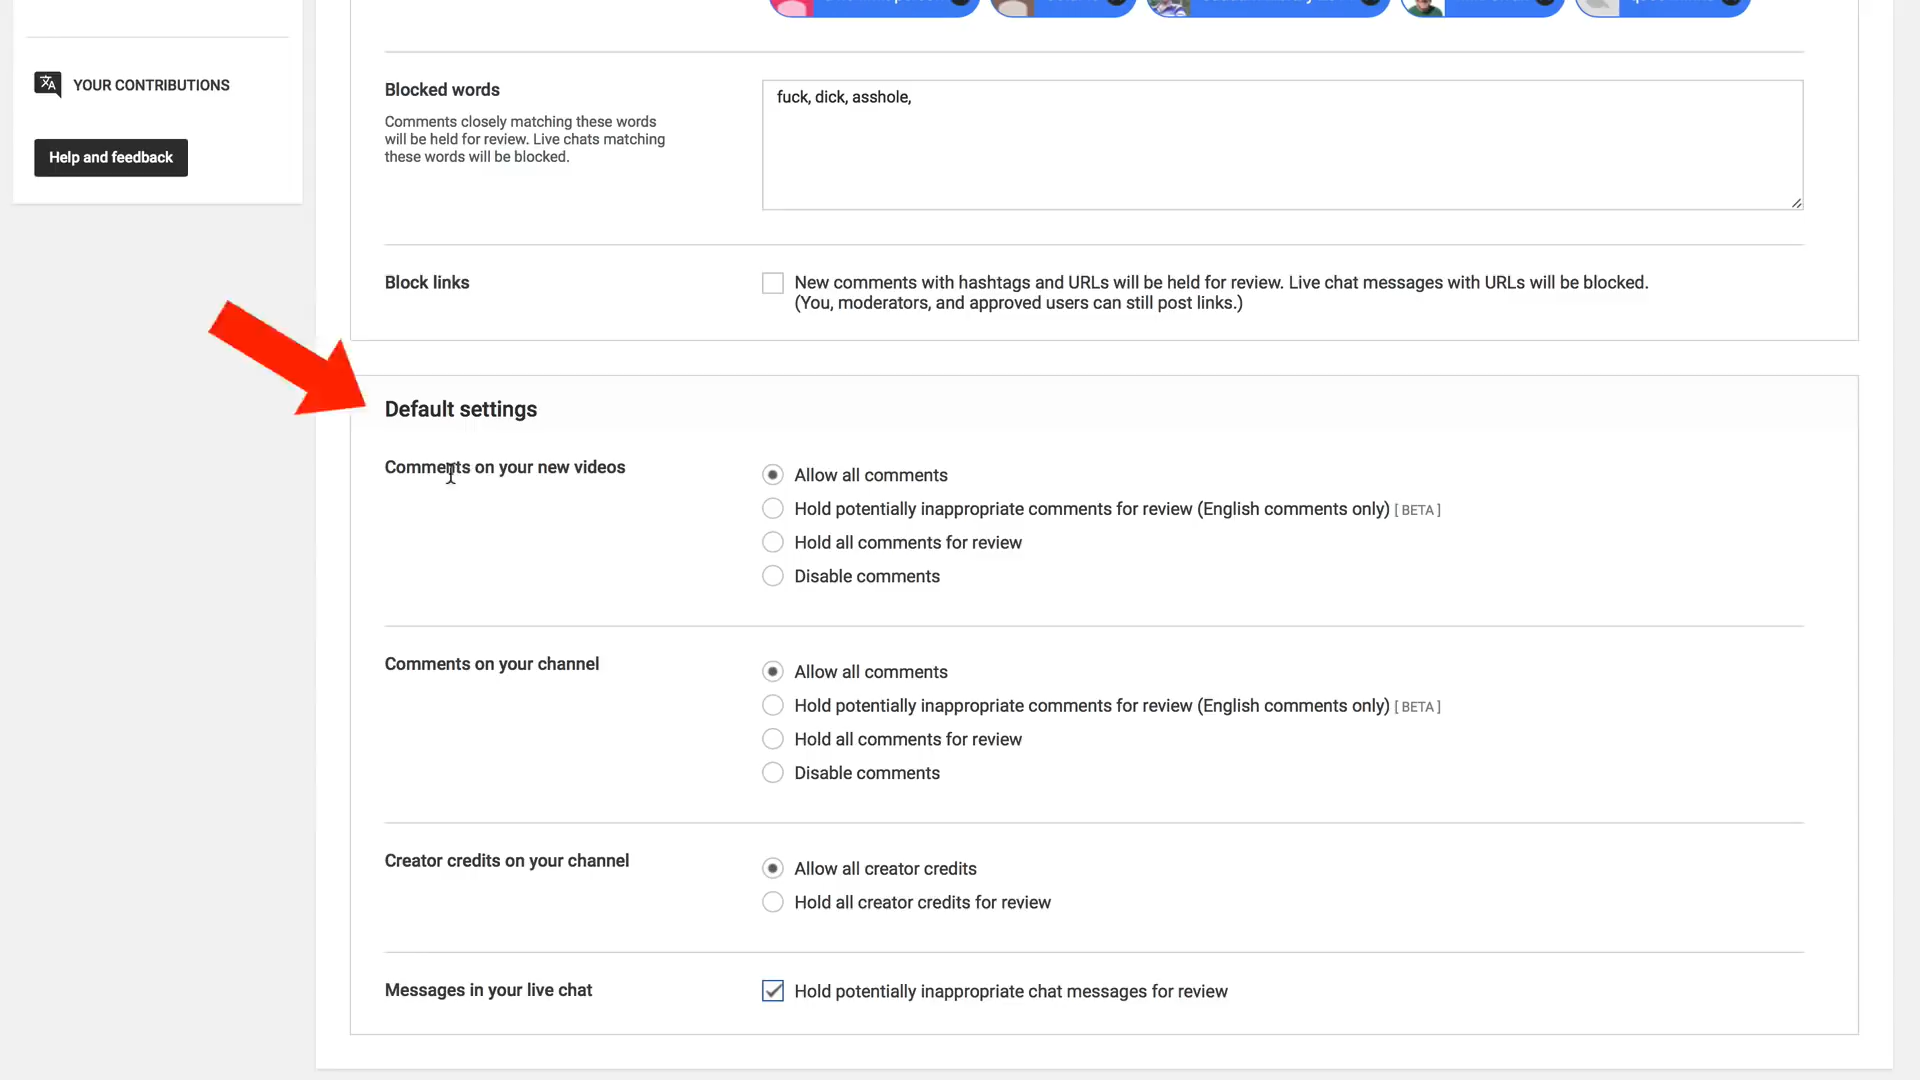 YOUR CONTRIBUTIONS
Help and feedback
Blocked words
Comments closely matching these words
will be held for review. Live chats matching
these words will be blocked.
fuck, dick, asshole,
Block links
New comments with hashtags and URLs will be held for review. Live chat messages with URLs will be blocked.
(You, moderators, and approved users can still post links.)
Default settings
Comments on your new videos
Allow all comments
Hold potentially inappropriate comments for review (English comments only) [ BETA ]
Hold all comments for review
Disable comments
Comments on your channel
Allow all comments
Hold potentially inappropriate comments for review (English comments only) [ BETA ]
Hold all comments for review
Disable comments
Creator credits on your channel
Allow all creator credits
Hold all creator credits for review
Messages in your live chat
Hold potentially inappropriate chat messages for review